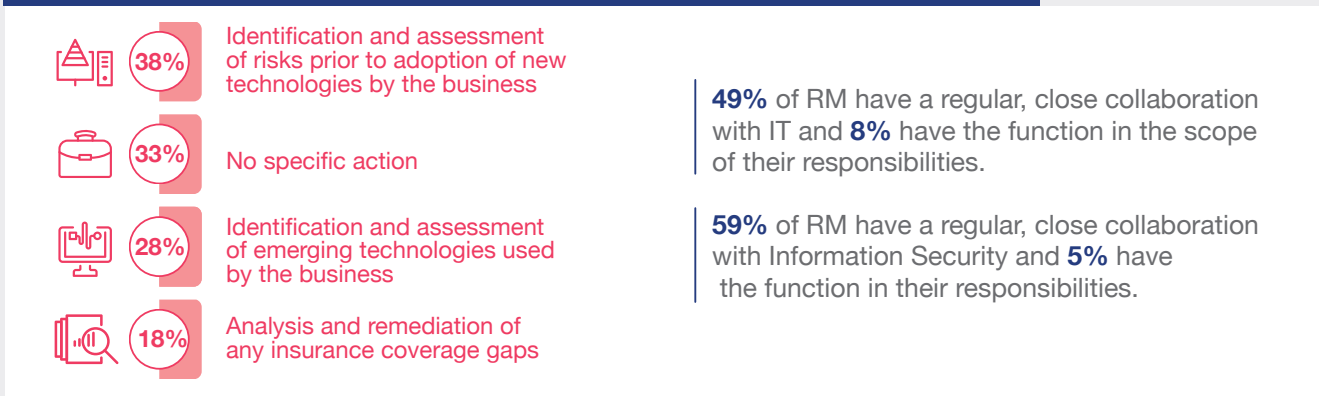 38%
Identification and assessment
of risks prior to adoption of new
technologies by the business
33%
No specific action
28%
Identification and assessment
of emerging technologies used
by the business
18%
Analysis and remediation of
any insurance coverage gaps
49% of RM have a regular, close collaboration
with IT and 8% have the function in the scope
of their responsibilities.
59% of RM have a regular, close collaboration
with Information Security and 5% have
the function in their responsibilities.